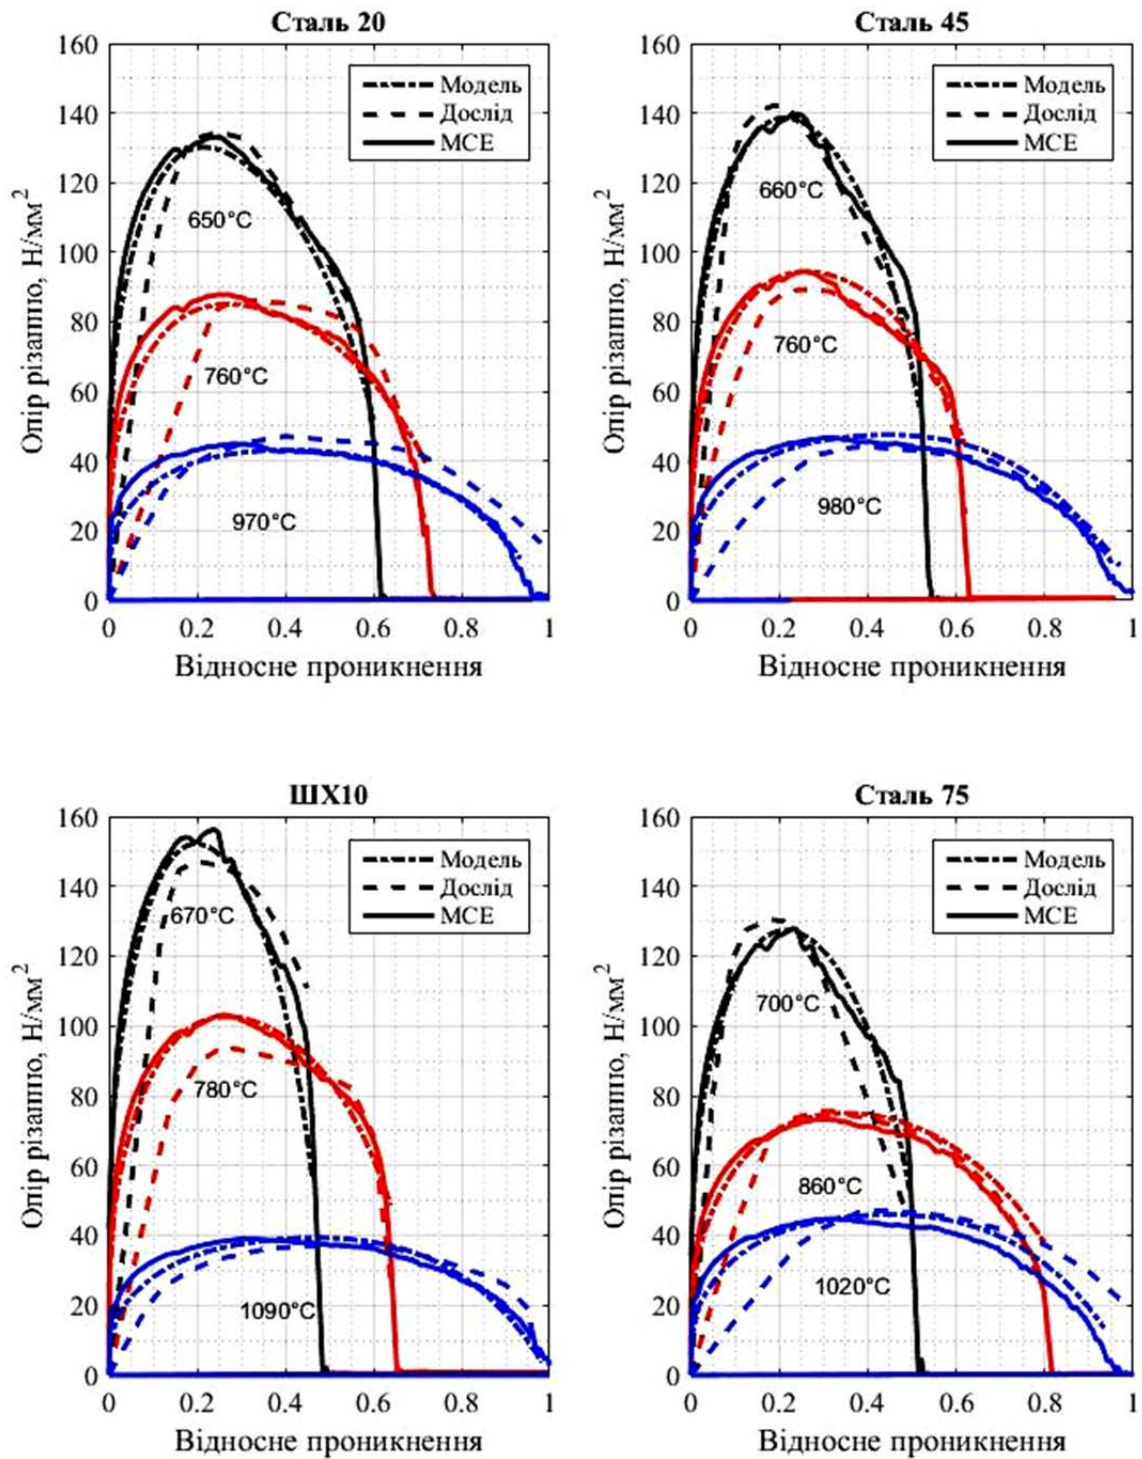 Сталь 20
160
140
120
100
80
60
40
20
0
Опір різанню, Н/мм²
Модель
Дослід
МСЕ
650°C
760°C
970°C
0 0.2 0.4 0.6 0.8 1
Відносне проникнення
Сталь 45
160
140
120
100
80
60
40
20
0
Опір різанню, Н/мм²
Модель
Дослід
МСЕ
660°C
760°C
980°C
0 0.2 0.4 0.6 0.8 1
Відносне проникнення
ШХ10
160
140
120
100
80
60
40
20
0
Опір різанню, Н/мм²
Модель
Дослід
МСЕ
670°C
780°C
1090°C
0 0.2 0.4 0.6 0.8 1
Відносне проникнення
Сталь 75
160
140
120
100
80
60
40
20
0
Опір різанню, Н/мм²
Модель
Дослід
МСЕ
700°C
860°C
1020°C
0 0.2 0.4 0.6 0.8 1
Відносне проникнення